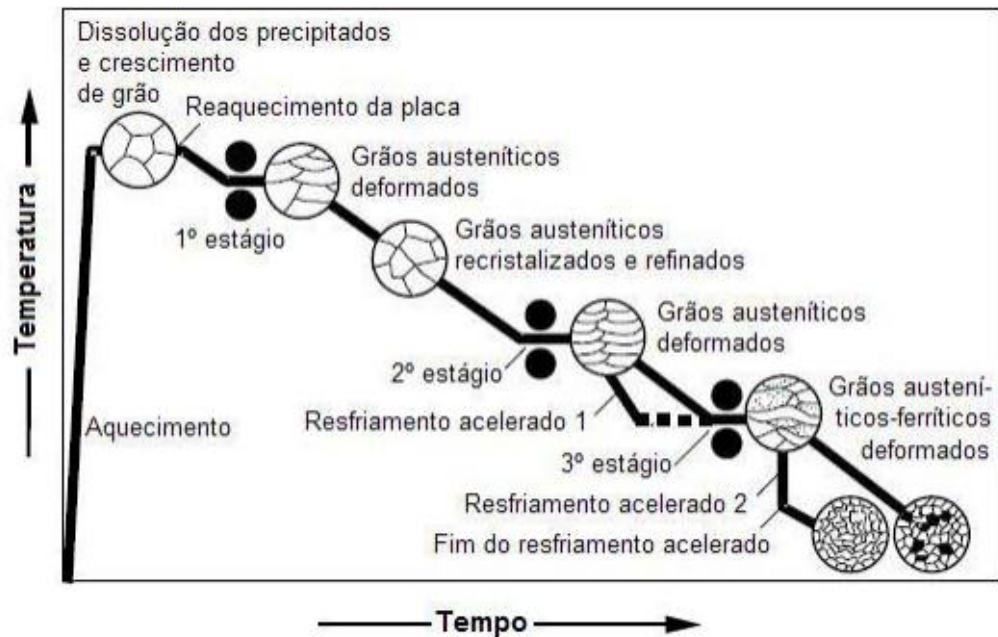 Dissolução dos precipitados
e crescimento
de grão
Reaquecimento da placa
Grãos austeníticos
deformados
1º estágio
Grãos austeníticos
recristalizados e refinados
Grãos austeníticos
deformados
2º estágio
Grãos austení-
ticos-ferríticos
deformados
Resfriamento acelerado 1
3º estágio
Aquecimento
Resfriamento acelerado 2
Fim do resfriamento acelerado
Temperatura
Tempo